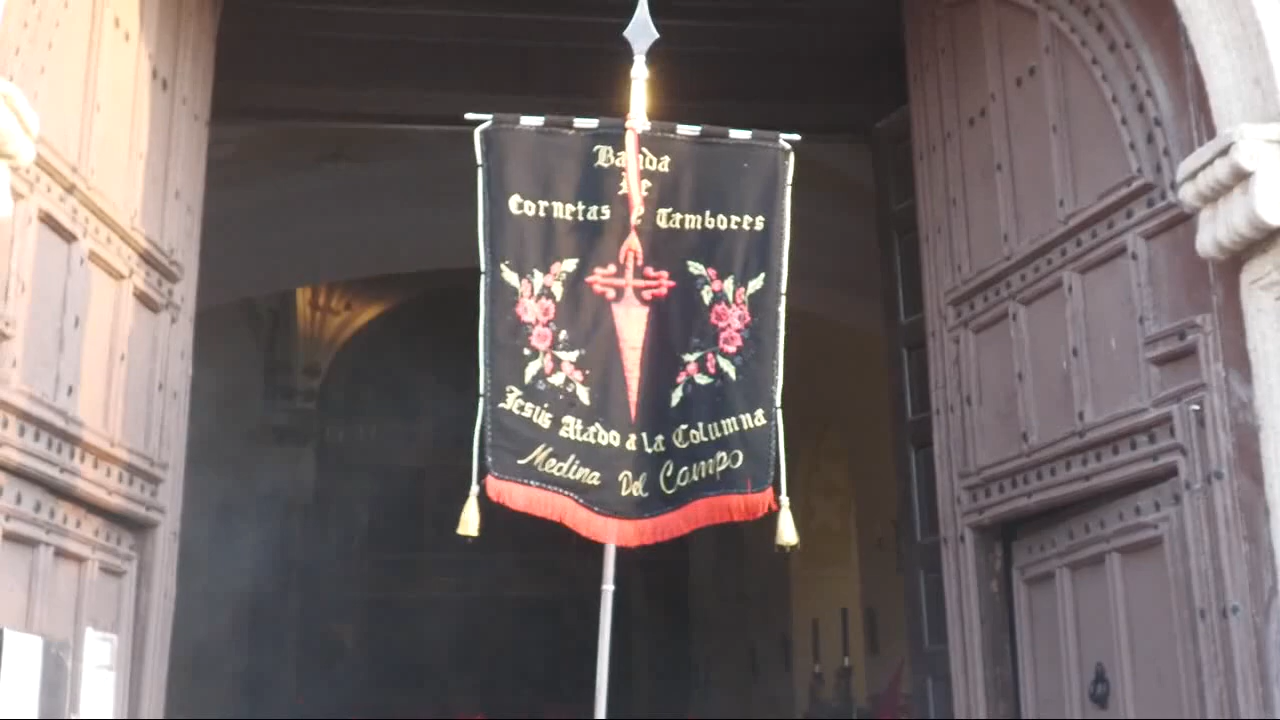 Banda
De
Cornetas e Tambores
Jesús Atado a La Columna
Medina Del Campo